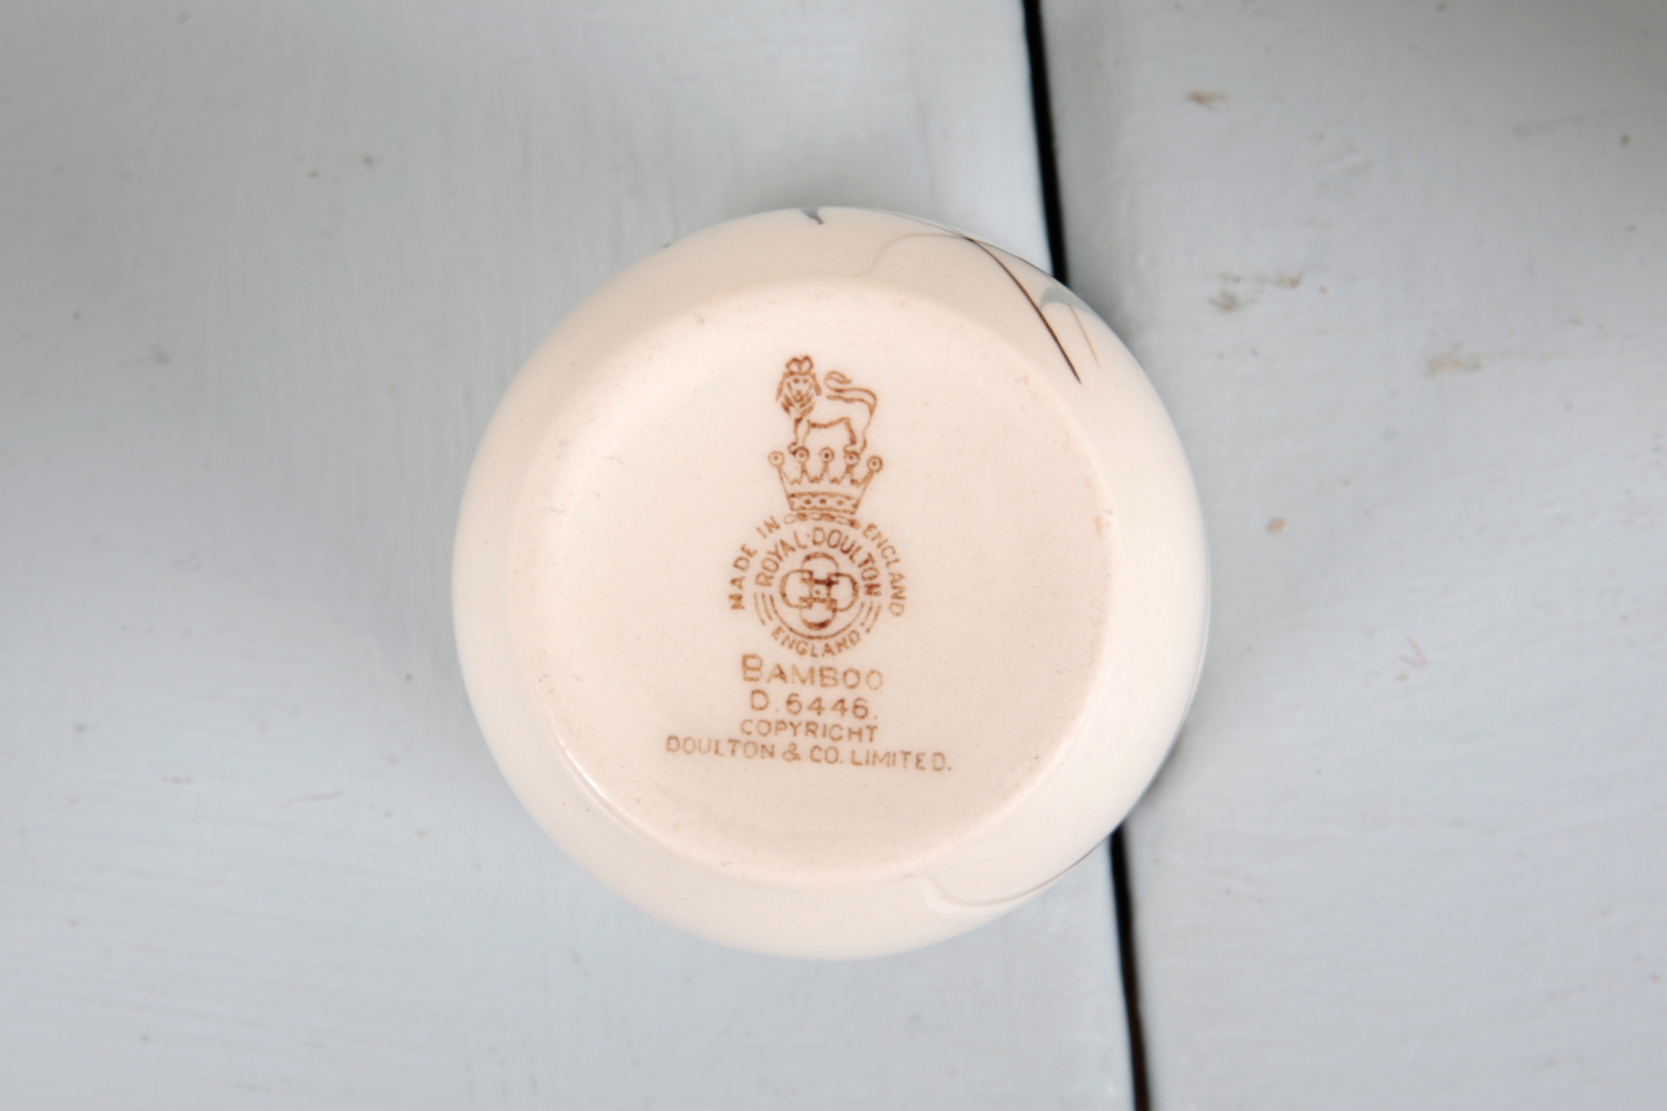 MADE IN ENGLAND
ROYAL·DOULTON
ENGLAND
BAMBOO
D.6446.
COPYRIGHT
DOULTON & CO. LIMITED.